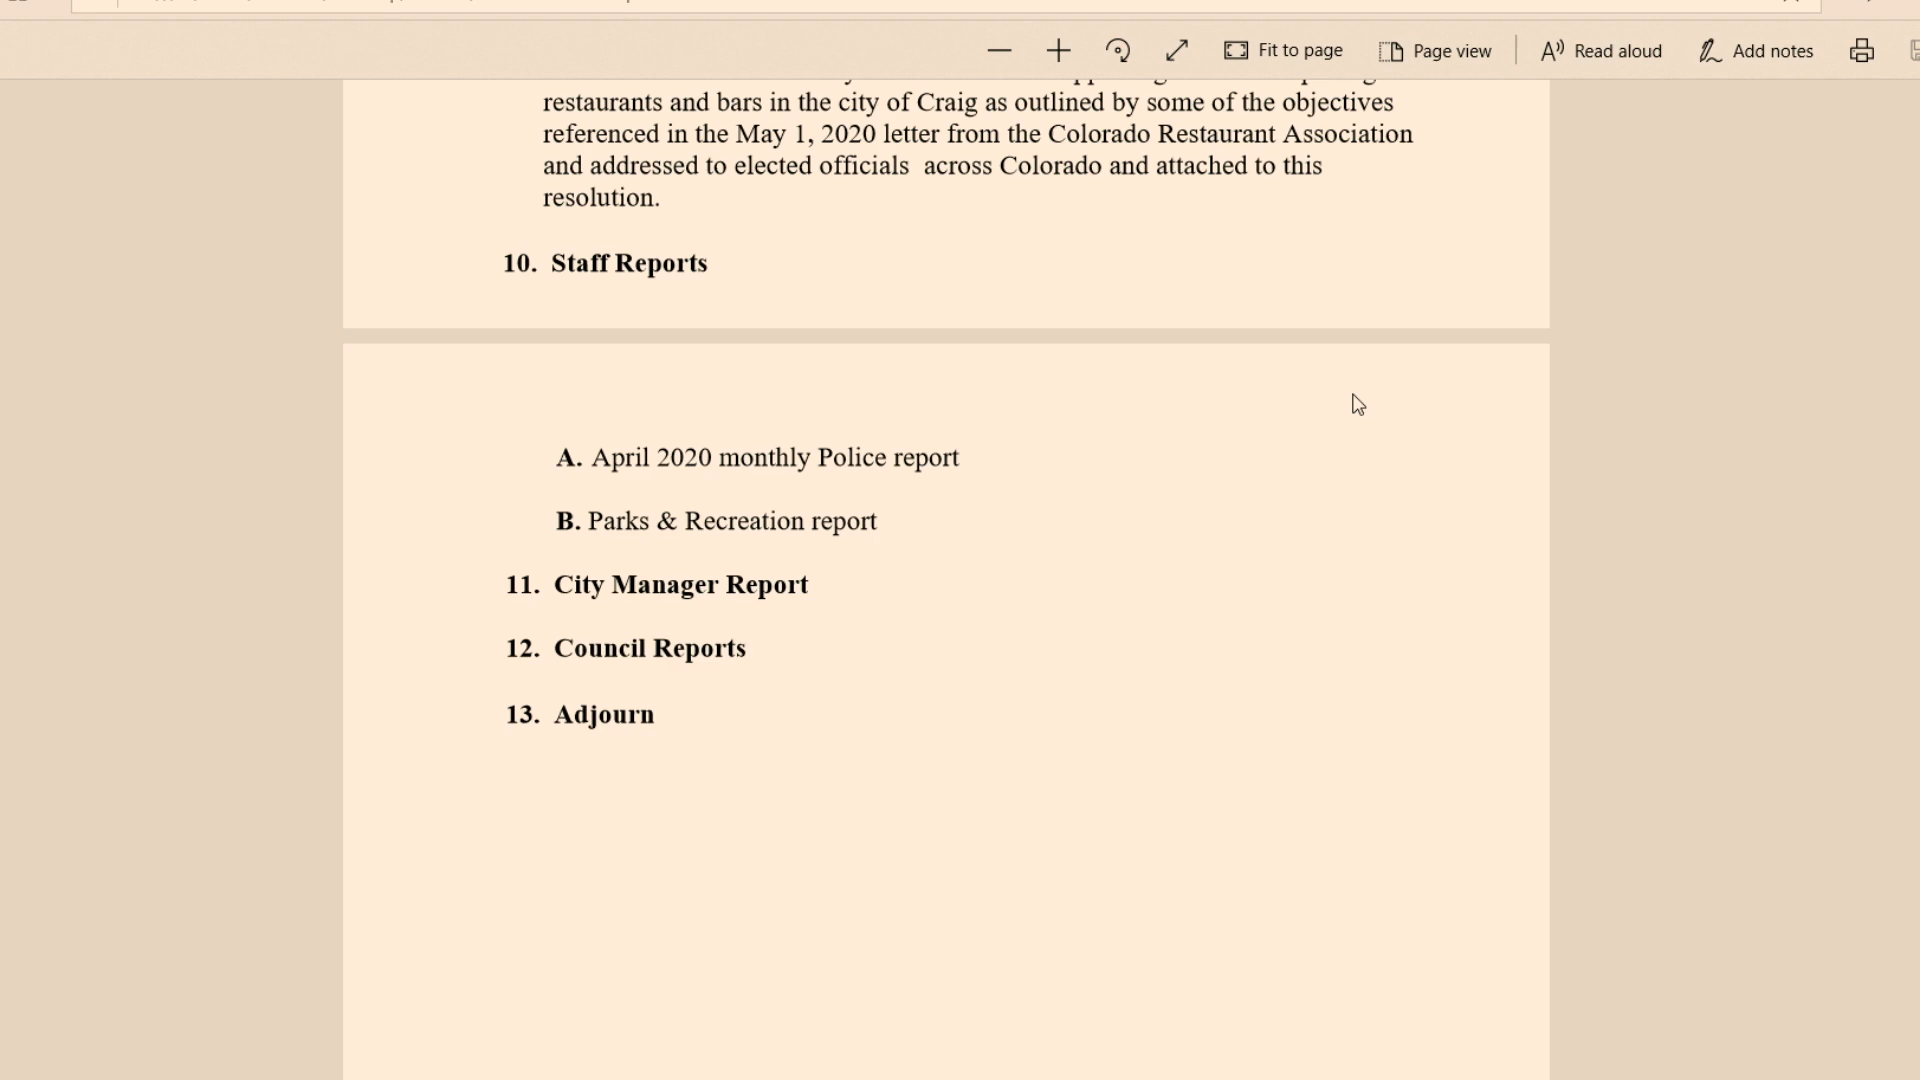 Fit to page
Page view
Read aloud
Add notes
restaurants and bars in the city of Craig as outlined by some of the objectives
referenced in the May 1, 2020 letter from the Colorado Restaurant Association
and addressed to elected officials  across Colorado and attached to this
resolution.
10. Staff Reports
A. April 2020 monthly Police report
B. Parks & Recreation report
11. City Manager Report
12. Council Reports
13. Adjourn